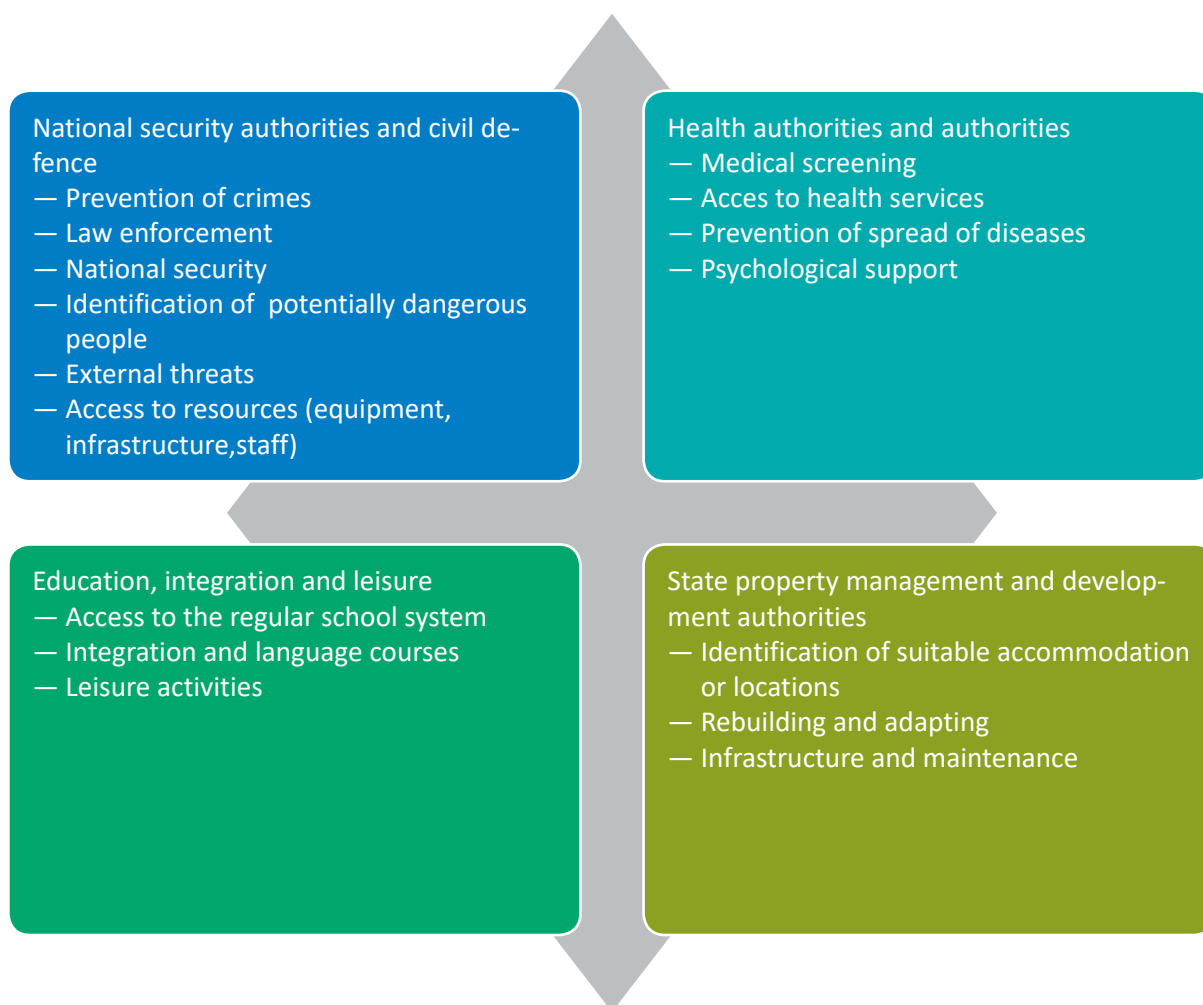 National security authorities and civil de-
fence
— Prevention of crimes
— Law enforcement
— National security
— Identification of  potentially dangerous
people
— External threats
— Access to resources (equipment,
infrastructure,staff)
Health authorities and authorities
— Medical screening
— Acces to health services
— Prevention of spread of diseases
— Psychological support
Education, integration and leisure
— Access to the regular school system
— Integration and language courses
— Leisure activities
State property management and develop-
ment authorities
— Identification of suitable accommodation
or locations
— Rebuilding and adapting
— Infrastructure and maintenance